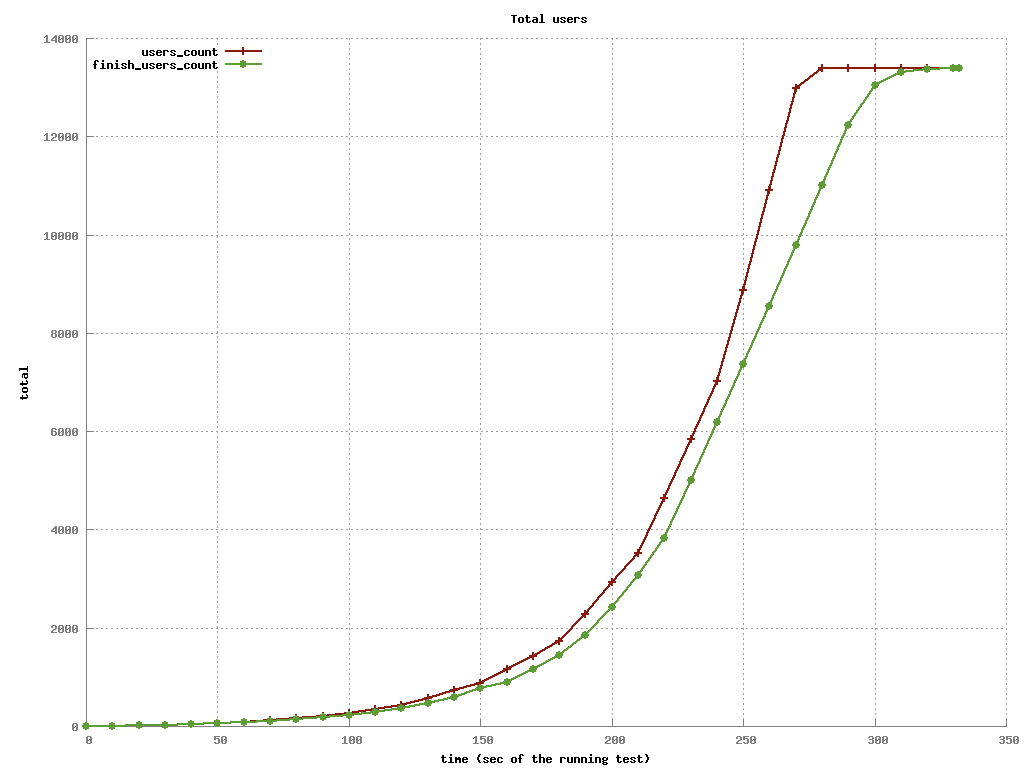 Total users
users_count
finish_users_count
14000
12000
10000
8000
6000
4000
2000
0
total
0 50 100 150 200 250 300 350
time (sec of the running test)